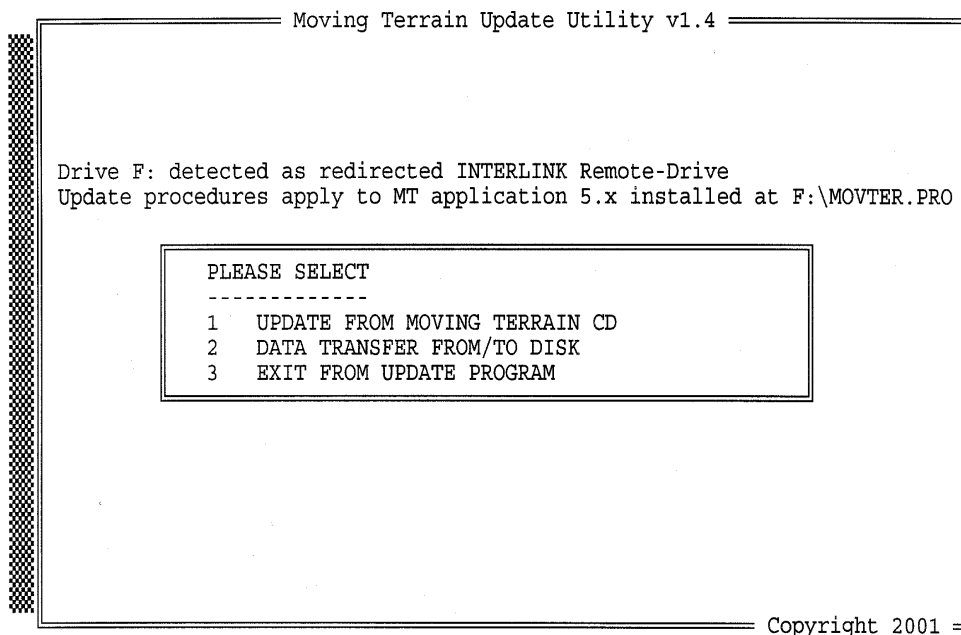 Moving Terrain Update Utility v1.4
Drive F: detected as redirected INTERLINK Remote-Drive
Update procedures apply to MT application 5.x installed at F:\MOVTER.PRO
PLEASE SELECT
-------------
1 UPDATE FROM MOVING TERRAIN CD
2 DATA TRANSFER FROM/TO DISK
3 EXIT FROM UPDATE PROGRAM
Copyright 2001